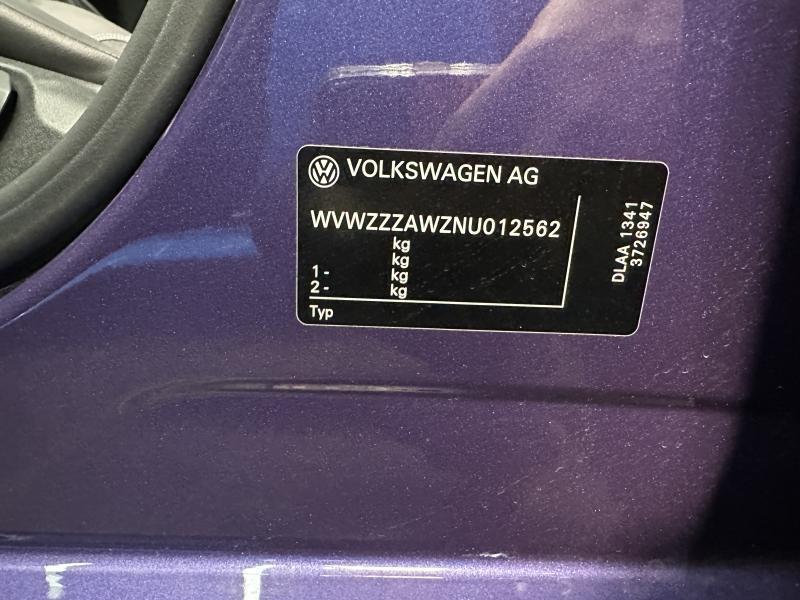 VOLKSWAGEN AG
WVWZZZAWZNU012562
kg
kg
1- kg
2- kg
Typ
DLAA 1341
3726947